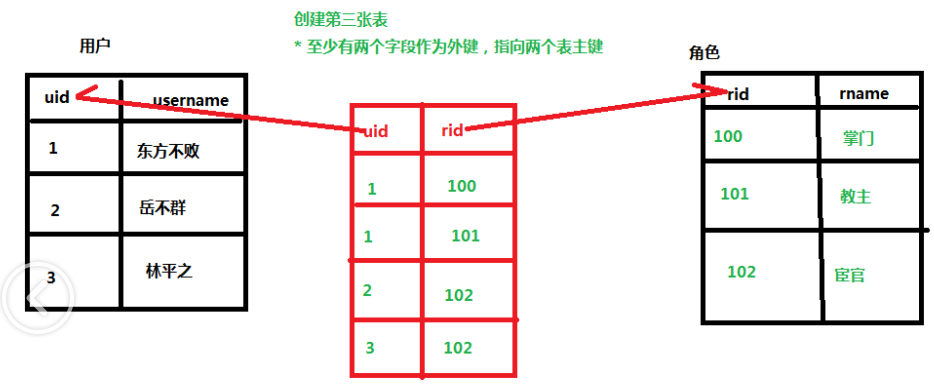 创建第三张表
* 至少有两个字段作为外键，指向两个表主键
用户
uid username
1 东方不败
2 岳不群
3 林平之
uid rid
1 100
1 101
2 102
3 102
角色
rid rname
100 掌门
101 教主
102 宦官